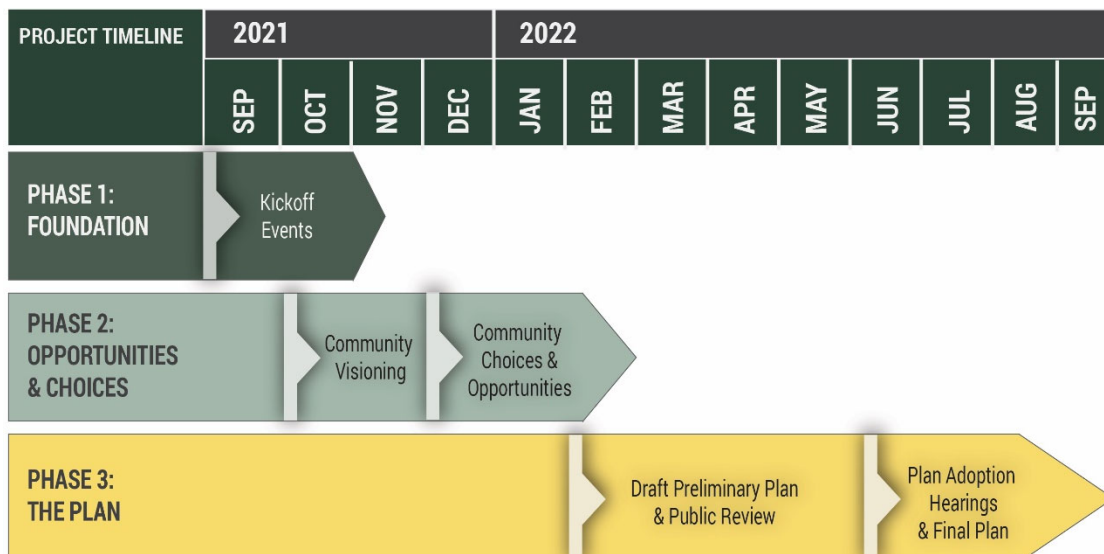 PROJECT TIMELINE
2021
2022
SEP
OCT
NOV
DEC
JAN
FEB
MAR
APR
MAY
JUN
JUL
AUG
SEP
PHASE 1:
FOUNDATION
Kickoff
Events
PHASE 2:
OPPORTUNITIES
& CHOICES
Community
Visioning
Community
Choices &
Opportunities
PHASE 3:
THE PLAN
Draft Preliminary Plan
& Public Review
Plan Adoption
Hearings
& Final Plan